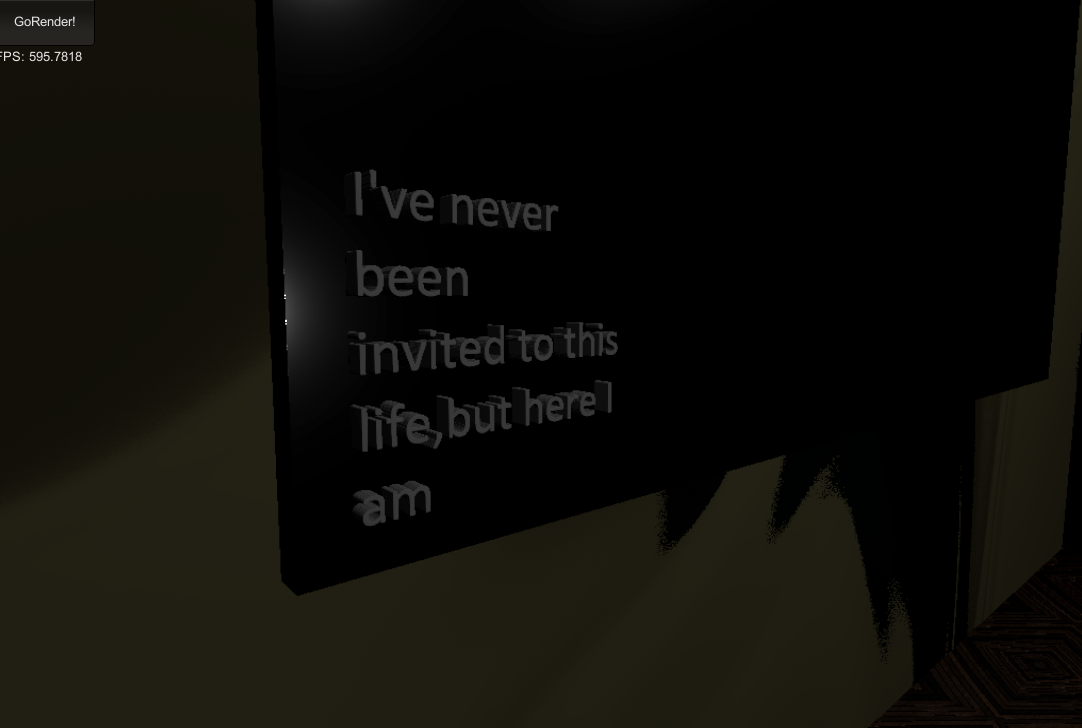 GoRender!
FPS: 595.7818
I've never
been
invited to this
life, but here I
am